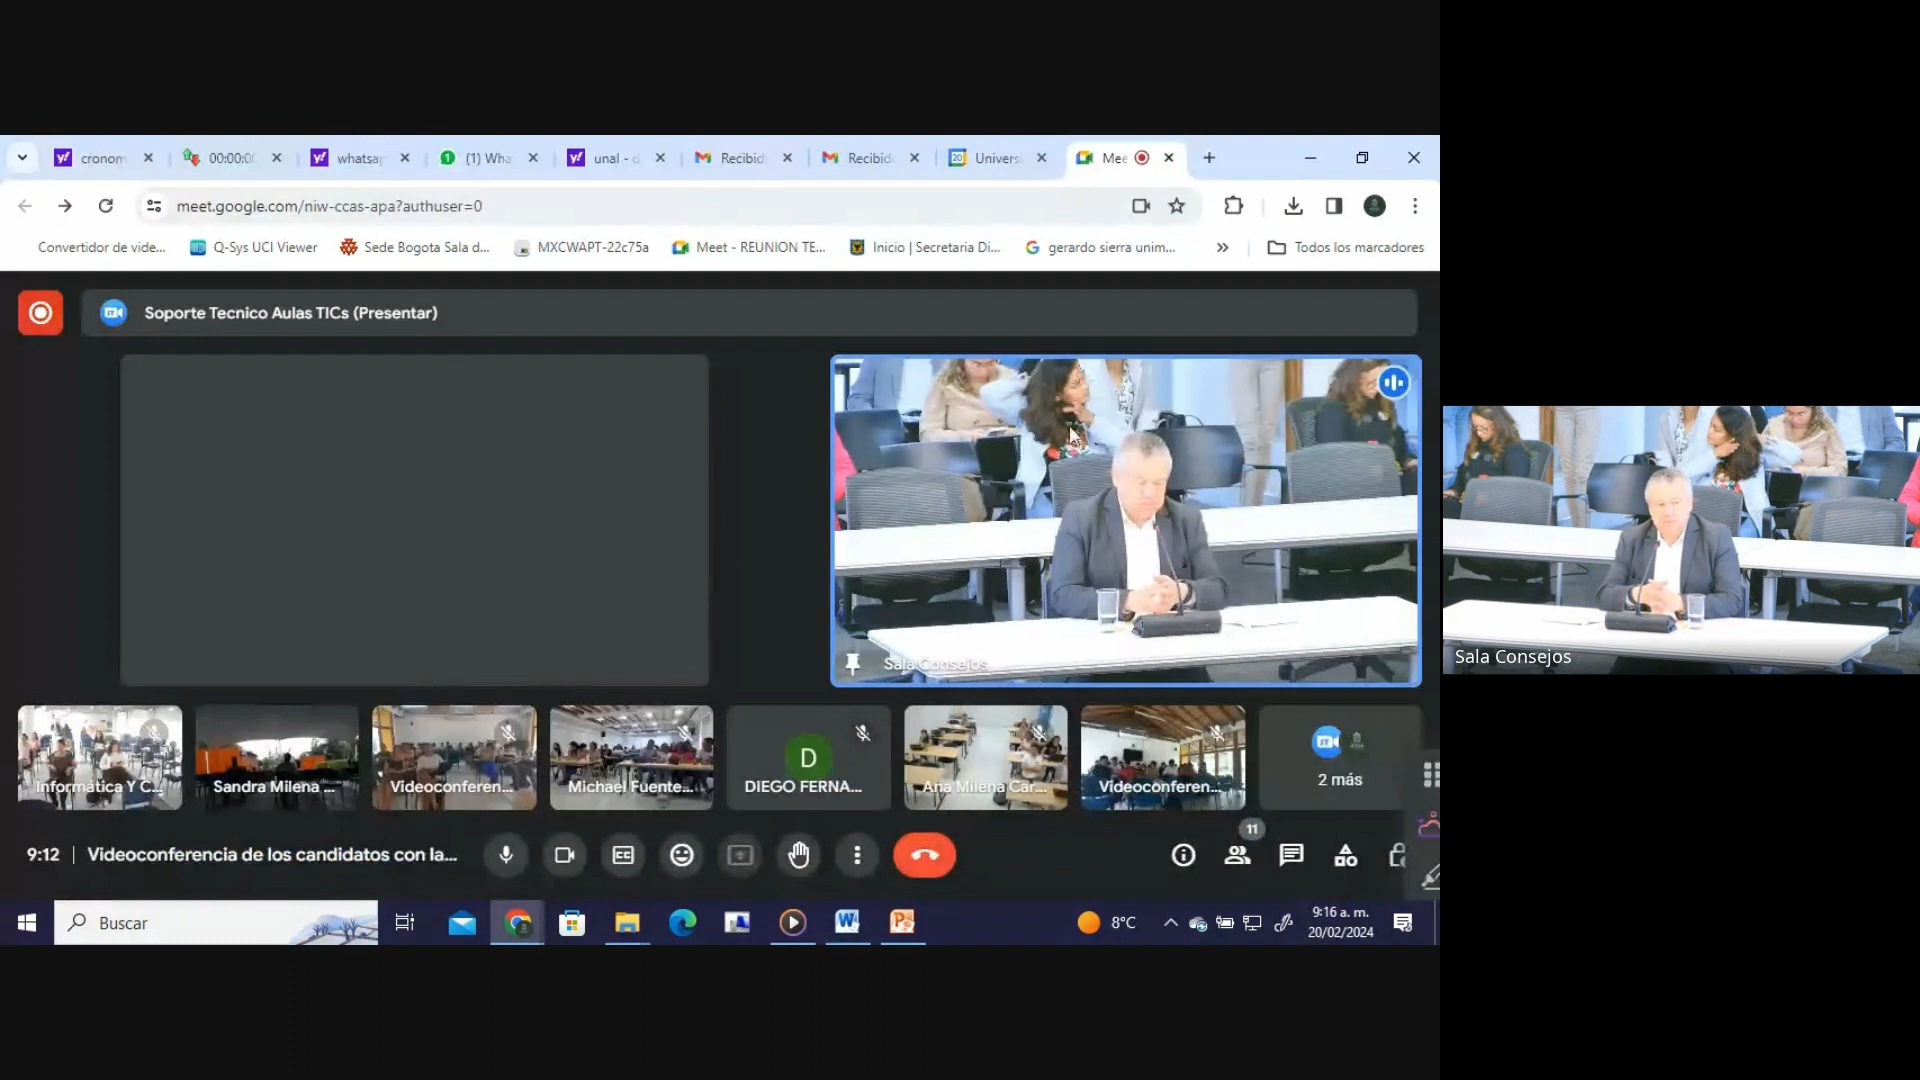 cronom
00:00:0
whatsa
(1) Wha
unal - c
Recibid
Recibid
Univers
Mee
meet.google.com/niw-ccas-apa?authuser=0
Convertidor de vide...
Q-Sys UCI Viewer
Sede Bogota Sala d...
MXCWAPT-22c75a
Meet - REUNION TE...
Inicio | Secretaria Di...
gerardo sierra unim...
Todos los marcadores
Soporte Tecnico Aulas TICs (Presentar)
Sala Consejos
Sala Consejos
Informática Y C...
Sandra Milena ...
Videoconferen...
Michael Fuente...
D
DIEGO FERNA...
Ana Milena Car...
Videoconferen...
2 más
9:12
Videoconferencia de los candidatos con la...
11
Buscar
8°C
9:16 a. m.
20/02/2024